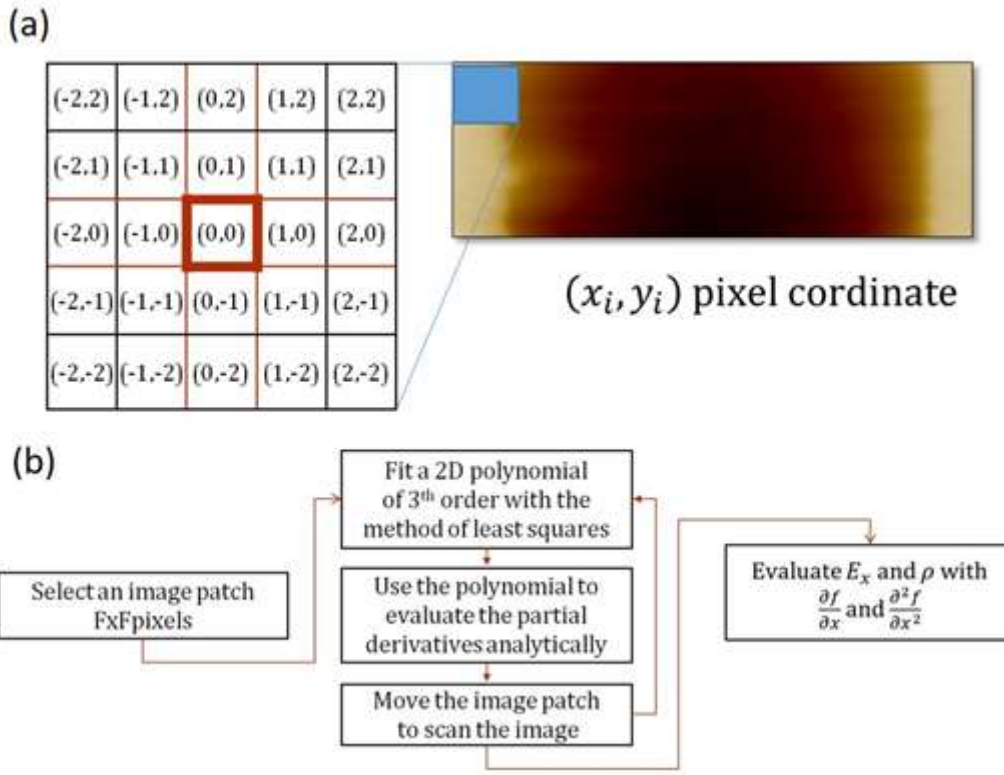 (a)
(-2,2) (-1,2) (0,2) (1,2) (2,2)
(-2,1) (-1,1) (0,1) (1,1) (2,1)
(-2,0) (-1,0) (0,0) (1,0) (2,0)
(-2,-1) (-1,-1) (0,-1) (1,-1) (2,-1)
(-2,-2) (-1,-2) (0,-2) (1,-2) (2,-2)
(xᵢ, yᵢ) pixel cordinate
(b)
Select an image patch
FxFpixels
Fit a 2D polynomial
of 3ᵗʰ order with the
method of least squares
Use the polynomial to
evaluate the partial
derivatives analytically
Move the image patch
to scan the image
Evaluate Eₓ and ρ with
∂f/∂x and ∂²f/∂x²